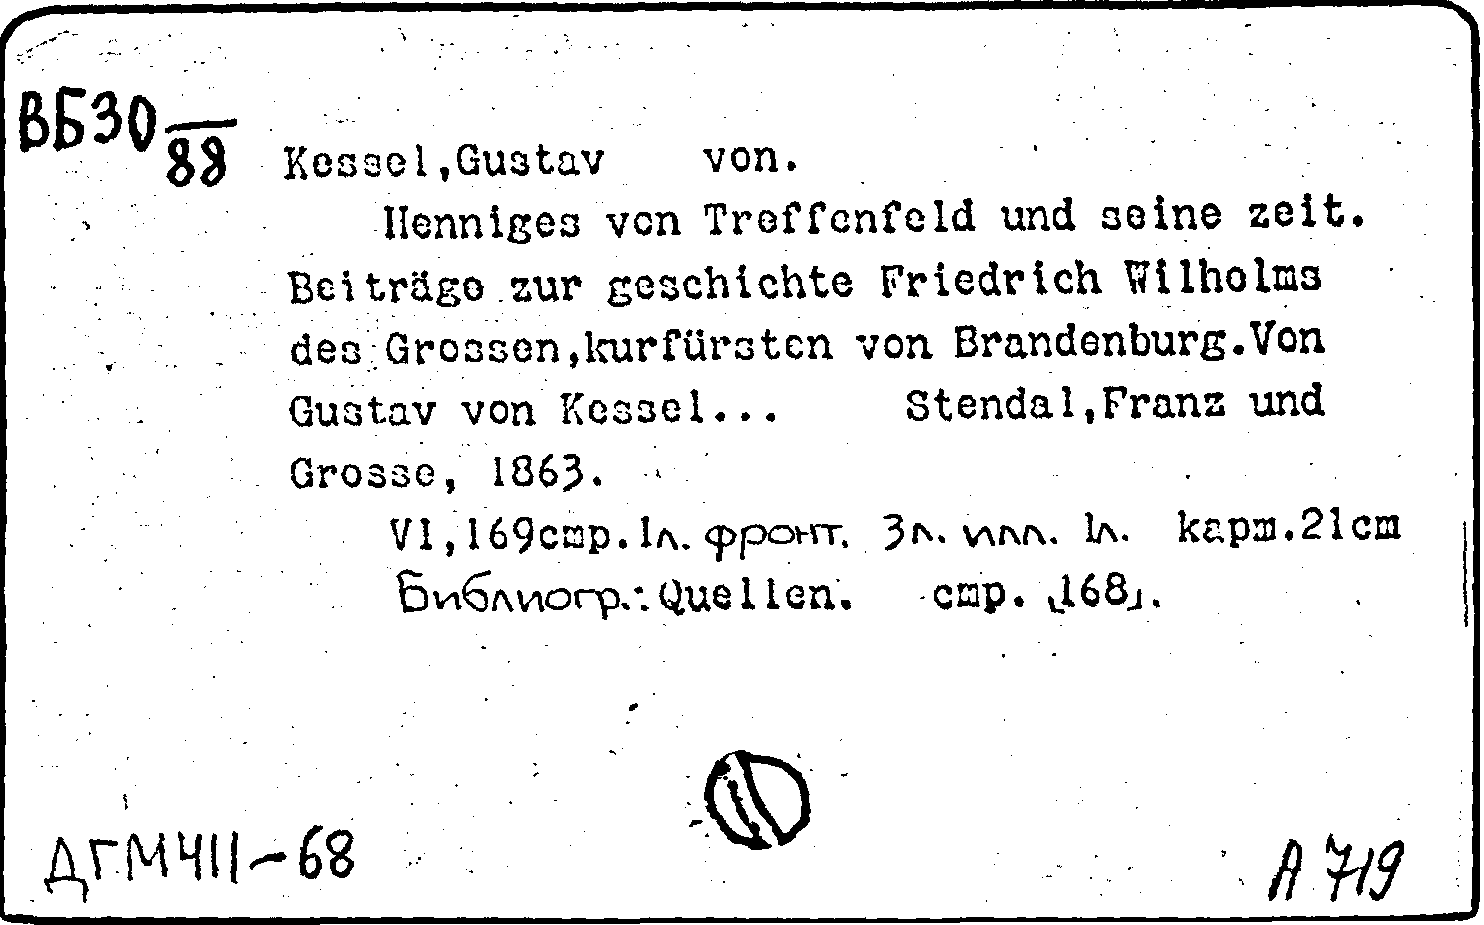 ВБ30
88
Kessel,Gustav von.
Henniges von Treffenfeld und seine zeit.
Beiträge zur geschichte Friedrich Wilhelms
des Grossen,kurfürsten von Brandenburg.Von
Gustav von Kessel... Stendal,Franz und
Grosse, 1863.
VI,169стр.1л. фронт. 3л. илл. 1л. карт.21cm
Библиогр.: Quellen. стр. [168].
ДГМ411-68
А 719